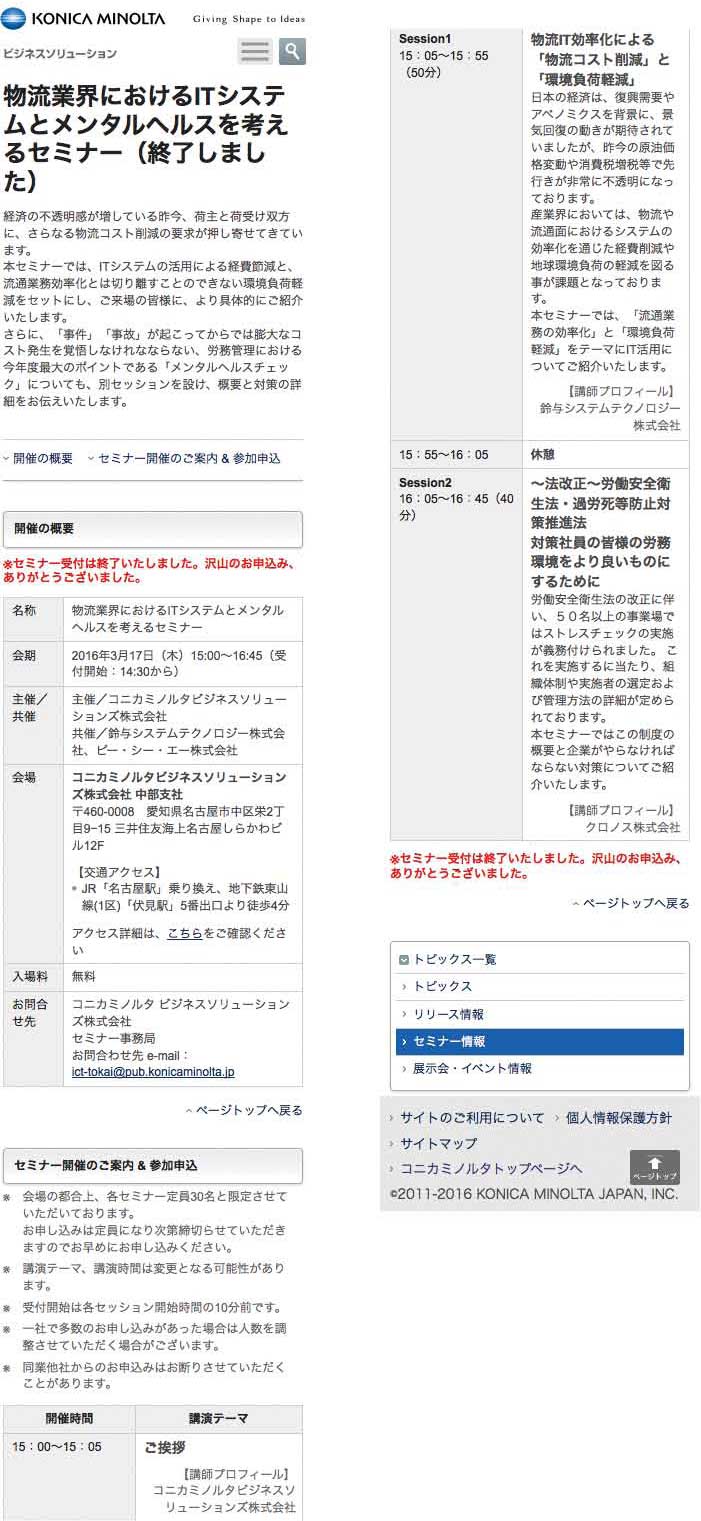 KONICA MINOLTA
Giving Shape to Ideas
ビジネスソリューション
物流業界におけるITシステ
ムとメンタルヘルスを考え
るセミナー（終了しまし
た）
経済の不透明感が増している昨今、荷主と荷受け双方
に、さらなる物流コスト削減の要求が押し寄せてきてい
ます。
本セミナーでは、ITシステムの活用による経費節減と、
流通業務効率化とは切り離すことのできない環境負荷軽
減をセットにし、ご来場の皆様に、より具体的にご紹介
いたします。
さらに、「事件」「事故」が起こってからでは膨大なコ
スト発生を覚悟しなけれなならない、労務管理における
今年度最大のポイントである「メンタルヘルスチェッ
ク」についても、別セッションを設け、概要と対策の詳
細をお伝えいたします。
開催の概要
セミナー開催のご案内 & 参加申込
開催の概要
※セミナー受付は終了いたしました。沢山のお申込み、
ありがとうございました。
名称
物流業界におけるITシステムとメンタル
ヘルスを考えるセミナー
会期
2016年3月17日（木）15:00〜16:45（受
付開始：14:30から）
主催／
共催
主催／コニカミノルタビジネスソリュー
ションズ株式会社
共催／鈴与システムテクノロジー株式会
社、ピー・シー・エー株式会社
会場
コニカミノルタビジネスソリューション
ズ株式会社 中部支社
〒460-0008　愛知県名古屋市中区栄2丁
目9−15 三井住友海上名古屋しらかわビ
ル12F
【交通アクセス】
JR「名古屋駅」乗り換え、地下鉄東山
線(1区)「伏見駅」5番出口より徒歩4分
アクセス詳細は、こちらをご確認くださ
い
入場料
無料
お問合
せ先
コニカミノルタ ビジネスソリューション
ズ株式会社
セミナー事務局
お問合わせ先 e-mail：
ict-tokai@pub.konicaminolta.jp
ページトップへ戻る
セミナー開催のご案内 & 参加申込
※　会場の都合上、各セミナー定員30名と限定させて
いただいております。
お申し込みは定員になり次第締切らせていただき
ますのでお早めにお申し込みください。
※　講演テーマ、講演時間は変更となる可能性があり
ます。
※　受付開始は各セッション開始時間の10分前です。
※　一社で多数のお申し込みがあった場合は人数を調
整させていただく場合がございます。
※　同業他社からのお申込みはお断りさせていただく
ことがあります。
開催時間
講演テーマ
15：00〜15：05
ご挨拶
【講師プロフィール】
コニカミノルタビジネスソ
リューションズ株式会社
Session1
15：05〜15：55
（50分）
物流IT効率化による
「物流コスト削減」と
「環境負荷軽減」
日本の経済は、復興需要や
アベノミクスを背景に、景
気回復の動きが期待されて
いましたが、昨今の原油価
格変動や消費税増税等で先
行きが非常に不透明になっ
ております。
産業界においては、物流や
流通面におけるシステムの
効率化を通じた経費削減や
地球環境負荷の軽減を図る
事が課題となっておりま
す。
本セミナーでは、「流通業
務の効率化」と「環境負荷
軽減」をテーマにIT活用に
ついてご紹介いたします。
【講師プロフィール】
鈴与システムテクノロジー
株式会社
15：55〜16：05
休憩
Session2
16：05〜16：45（40
分）
〜法改正〜労働安全衛
生法・過労死等防止対
策推進法
対策社員の皆様の労務
環境をより良いものに
するために
労働安全衛生法の改正に伴
い、５０名以上の事業場で
はストレスチェックの実施
が義務付けられました。 こ
れを実施するに当たり、組
織体制や実施者の選定およ
び管理方法の詳細が定めら
れております。
本セミナーではこの制度の
概要と企業がやらなければ
ならない対策についてご紹
介いたします。
【講師プロフィール】
クロノス株式会社
※セミナー受付は終了いたしました。沢山のお申込み、
ありがとうございました。
ページトップへ戻る
トピックス一覧
トピックス
リリース情報
セミナー情報
展示会・イベント情報
サイトのご利用について
個人情報保護方針
サイトマップ
コニカミノルタトップページへ
ページトップ
©2011-2016 KONICA MINOLTA JAPAN, INC.